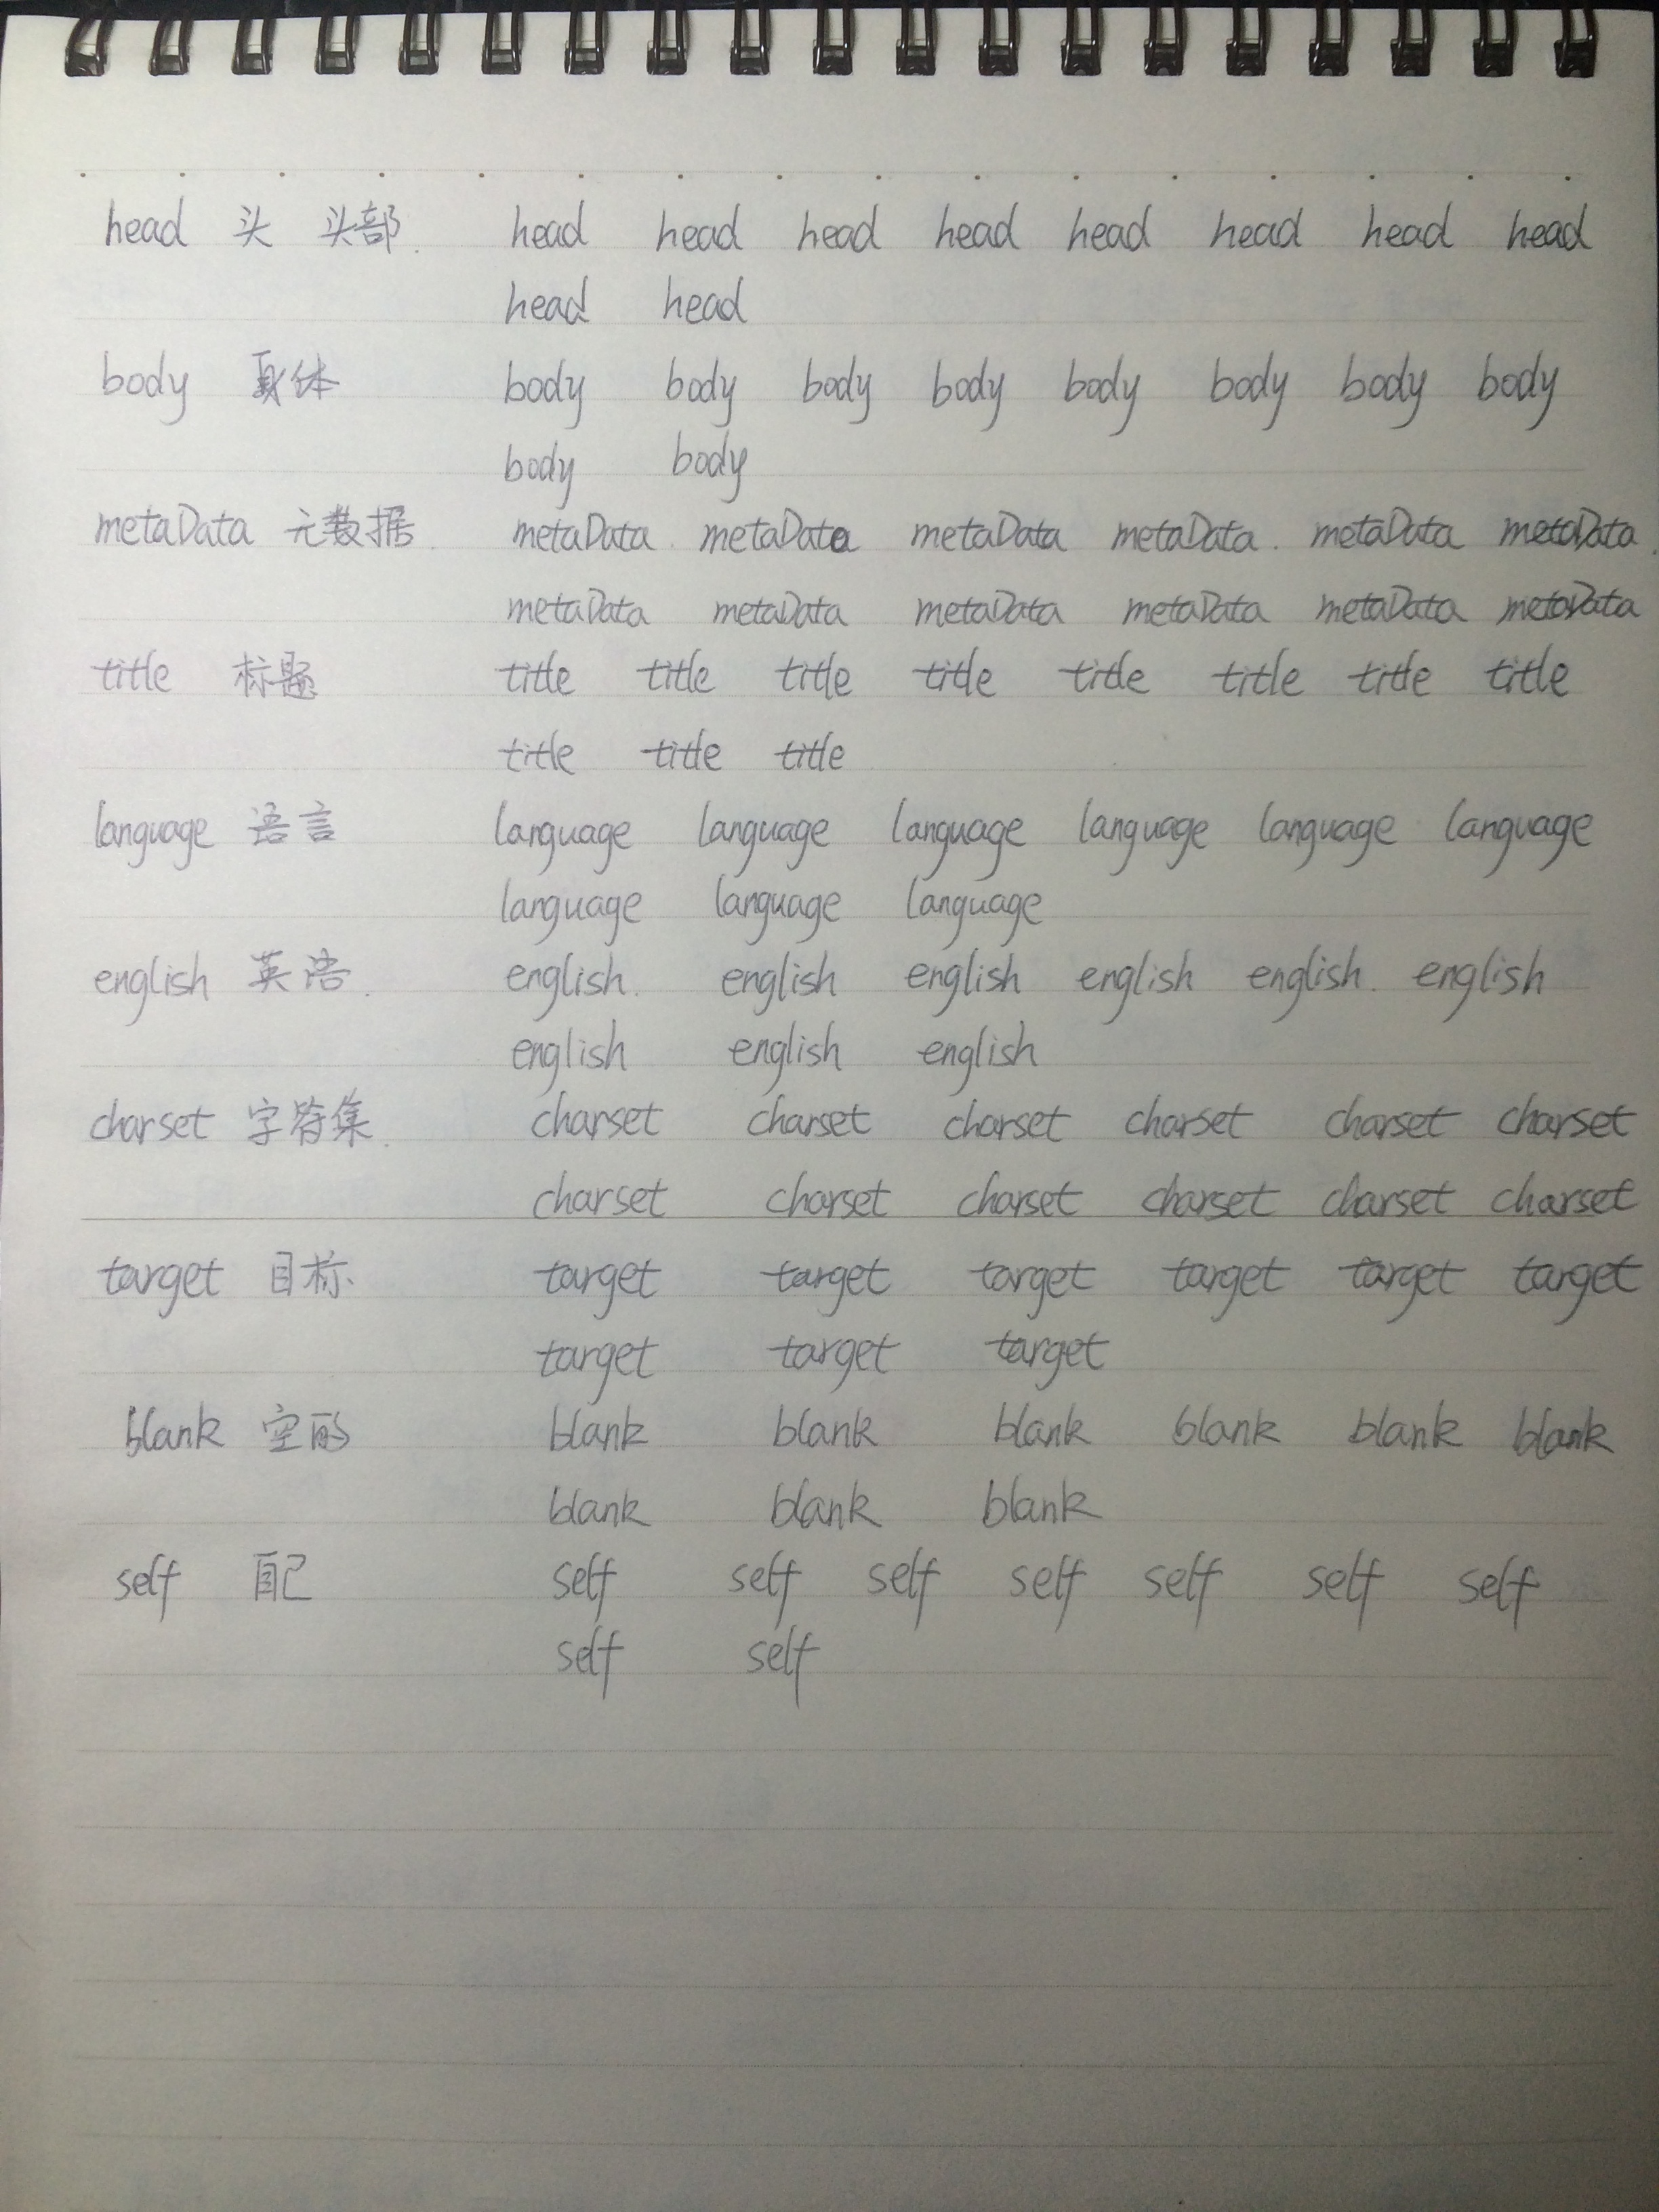 head 头 头部. head head head head head head head head
head head
body 身体 body body body body body body body body
body body
metaData 元数据. metaData. metaData metaData metaData. metaData metaData.
metaData metaData metaData metaData metaData metaData
title 标题 title title title title title title title title
title title title
language 语言 language language language language language language
language language language
english 英语. english. english english english english. english
english english english
charset 字符集. charset charset charset charset charset charset
charset charset charset charset charset charset
target 目标 target target target target target target
target target target
blank 空的 blank blank blank blank blank blank
blank blank blank
self 自己 self self self self self self self
self self